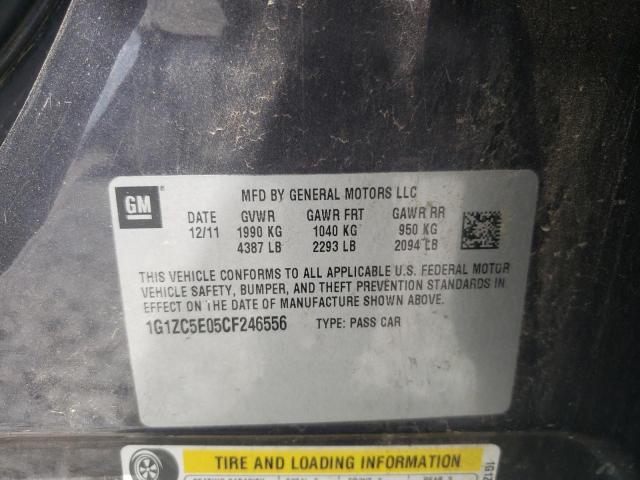 GM
MFD BY GENERAL MOTORS LLC
DATE GVWR GAWR FRT GAWR RR
12/11 1990 KG 1040 KG 950 KG
4387 LB 2293 LB 2094 LB
THIS VEHICLE CONFORMS TO ALL APPLICABLE U.S. FEDERAL MOTOR
VEHICLE SAFETY, BUMPER, AND THEFT PREVENTION STANDARDS IN
EFFECT ON THE DATE OF MANUFACTURE SHOWN ABOVE.
1G1ZC5E05CF246556 TYPE: PASS CAR
TIRE AND LOADING INFORMATION